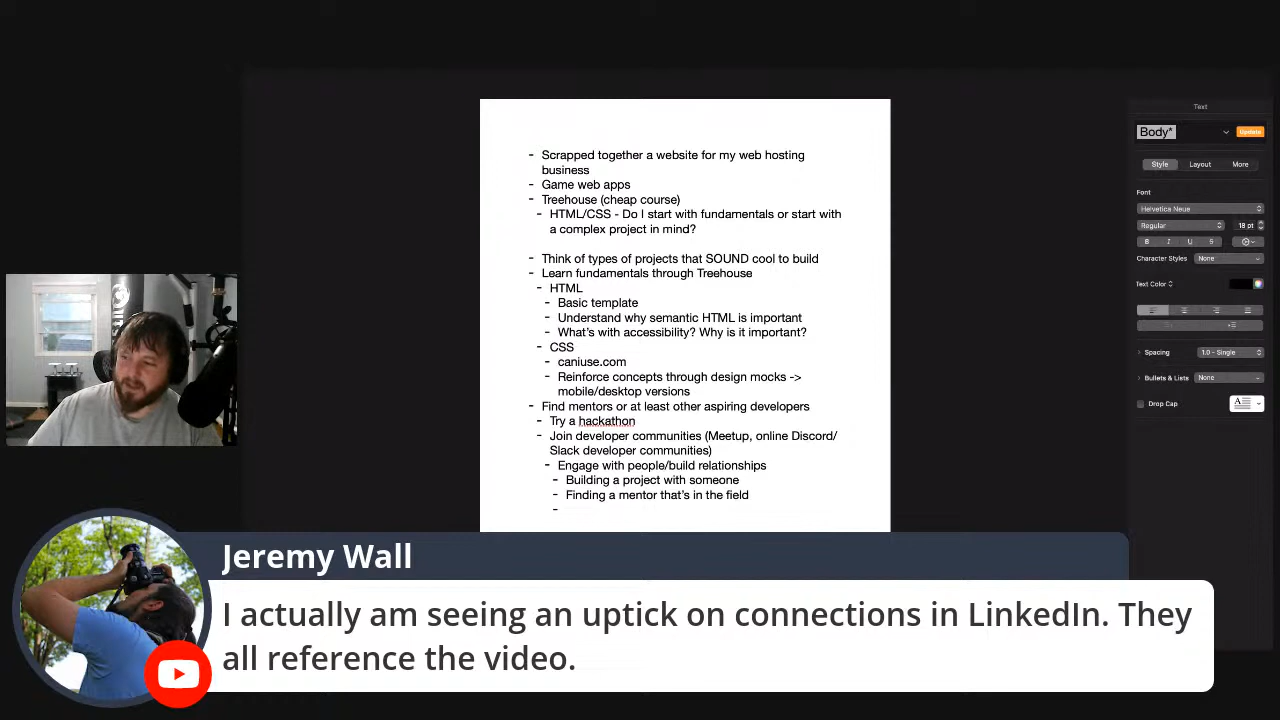 - Scrapped together a website for my web hosting
business
- Game web apps
- Treehouse (cheap course)
- HTML/CSS - Do I start with fundamentals or start with
a complex project in mind?
- Think of types of projects that SOUND cool to build
- Learn fundamentals through Treehouse
- HTML
- Basic template
- Understand why semantic HTML is important
- What's with accessibility? Why is it important?
- CSS
- caniuse.com
- Reinforce concepts through design mocks ->
mobile/desktop versions
- Find mentors or at least other aspiring developers
- Try a hackathon
- Join developer communities (Meetup, online Discord/
Slack developer communities)
- Engage with people/build relationships
- Building a project with someone
- Finding a mentor that's in the field
-
Text
Body*
Update
Style Layout More
Font
Helvetica Neue
Regular 18 pt
B I U S
Character Styles None
Text Color
Spacing 1.0 - Single
Bullets & Lists None
Drop Cap
Jeremy Wall
I actually am seeing an uptick on connections in LinkedIn. They
all reference the video.